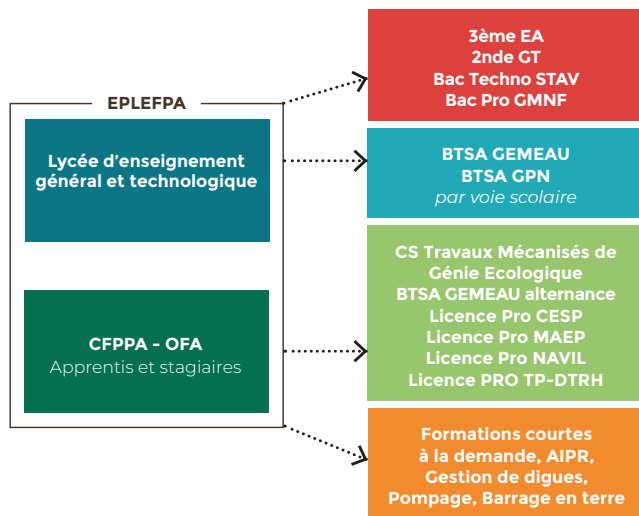 EPLEFPA
Lycée d'enseignement
général et technologique
CFPPA - OFA
Apprentis et stagiaires
3ème EA
2nde GT
Bac Techno STAV
Bac Pro GMNF
BTSA GEMEAU
BTSA GPN
par voie scolaire
CS Travaux Mécanisés de
Génie Ecologique
BTSA GEMEAU alternance
Licence Pro CESP
Licence Pro MAEP
Licence Pro NAVIL
Licence PRO TP-DTRH
Formations courtes
à la demande, AIPR,
Gestion de digues,
Pompage, Barrage en terre